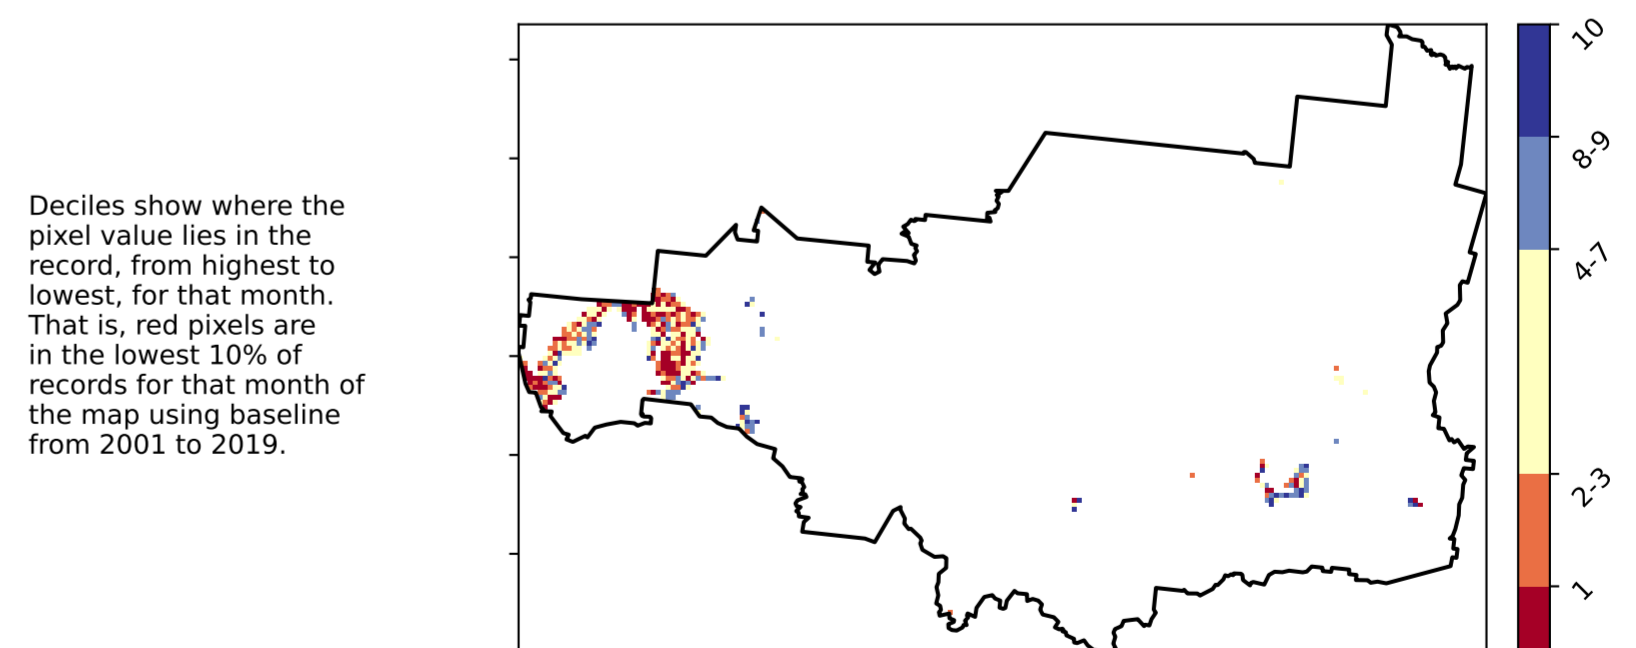 Deciles show where the
pixel value lies in the
record, from highest to
lowest, for that month.
That is, red pixels are
in the lowest 10% of
records for that month of
the map using baseline
from 2001 to 2019.
10
8-9
4-7
2-3
1